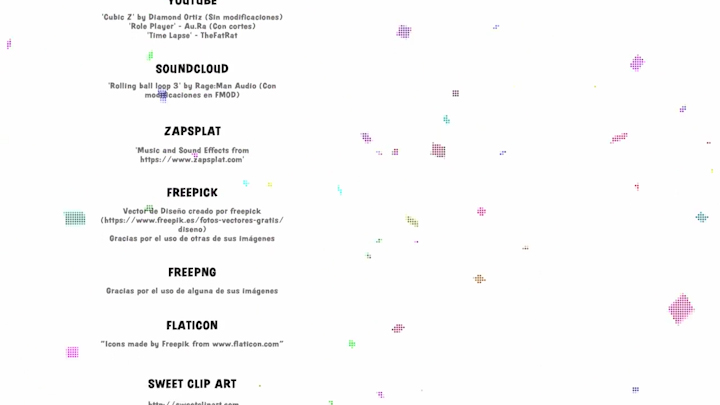 YOUTUBE
'Cubic Z' by Diamond Ortiz (Sin modificaciones)
'Role Player' - Au.Ra (Con cortes)
'Time Lapse' - TheFatRat
SOUNDCLOUD
'Rolling ball loop 3' by Rage:Man Audio (Con
modificaciones en FMOD)
ZAPSPLAT
'Music and Sound Effects from
https://www.zapsplat.com'
FREEPICK
Vector de Diseño creado por freepick
(https://www.freepik.es/fotos-vectores-gratis/
diseno)
Gracias por el uso de otras de sus imágenes
FREEPNG
Gracias por el uso de alguna de sus imágenes
FLATICON
"Icons made by Freepik from www.flaticon.com"
SWEET CLIP ART
http://sweetclipart.com